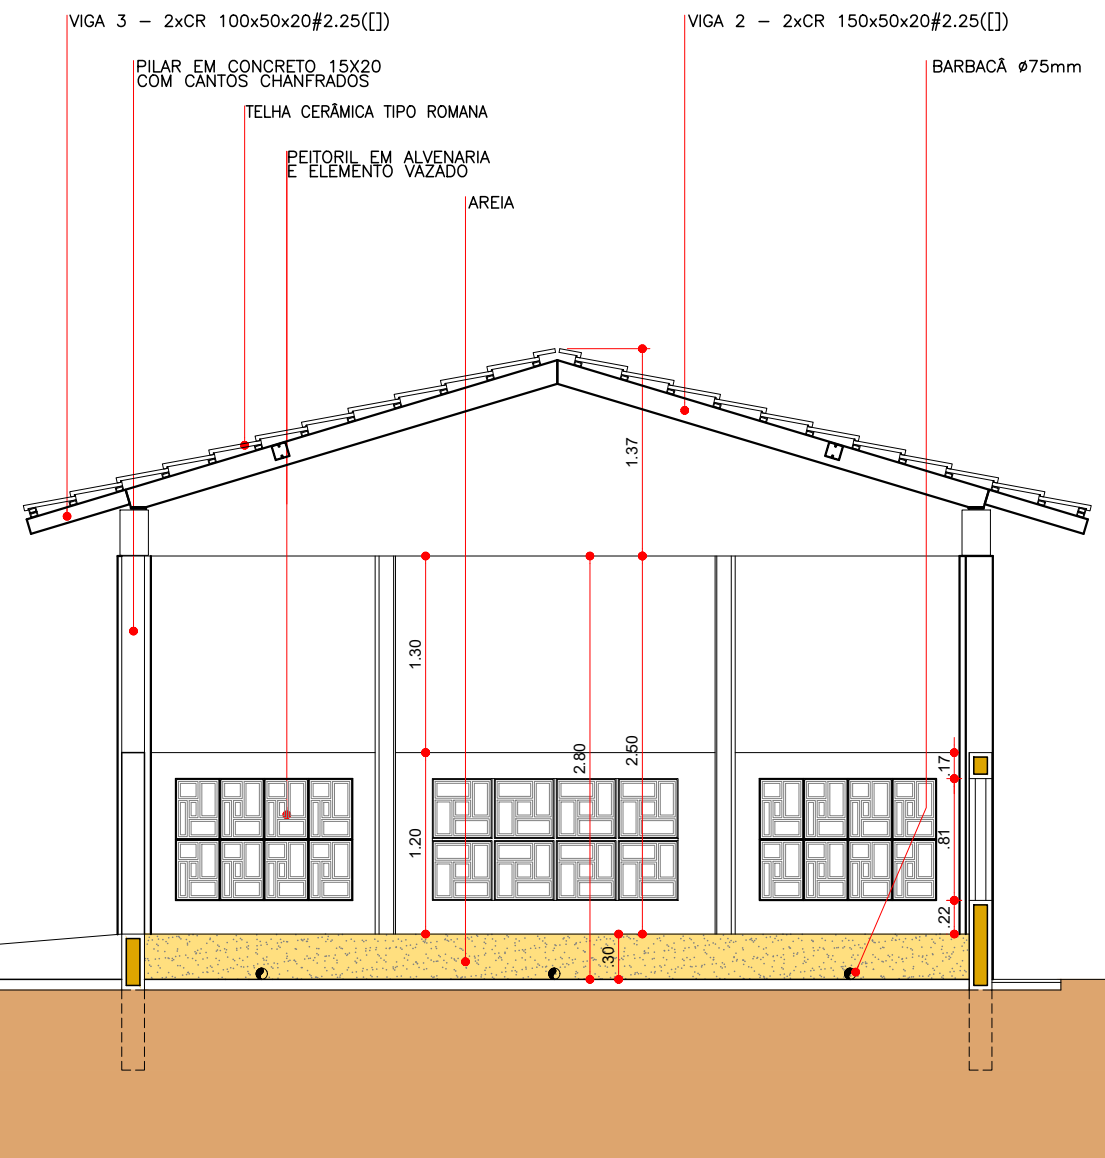 VIGA 3 – 2xCR 100x50x20#2.25([])
VIGA 2 – 2xCR 150x50x20#2.25([])
PILAR EM CONCRETO 15X20
COM CANTOS CHANFRADOS
BARBACÃ ø75mm
TELHA CERÂMICA TIPO ROMANA
PEITORIL EM ALVENARIA
E ELEMENTO VAZADO
AREIA
1.37
1.30
2.80
2.50
.17
1.20
.81
.22
.30